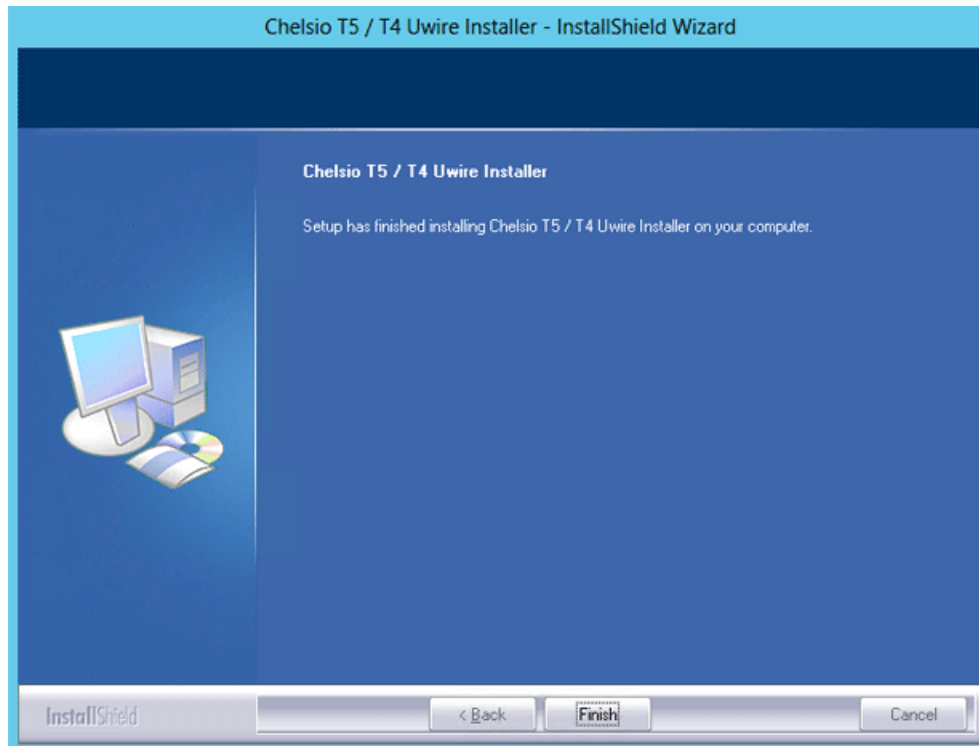 Chelsio T5 / T4 Uwire Installer - InstallShield Wizard
Chelsio T5 / T4 Uwire Installer
Setup has finished installing Chelsio T5 / T4 Uwire Installer on your computer.
InstallShield
< Back
Finish
Cancel